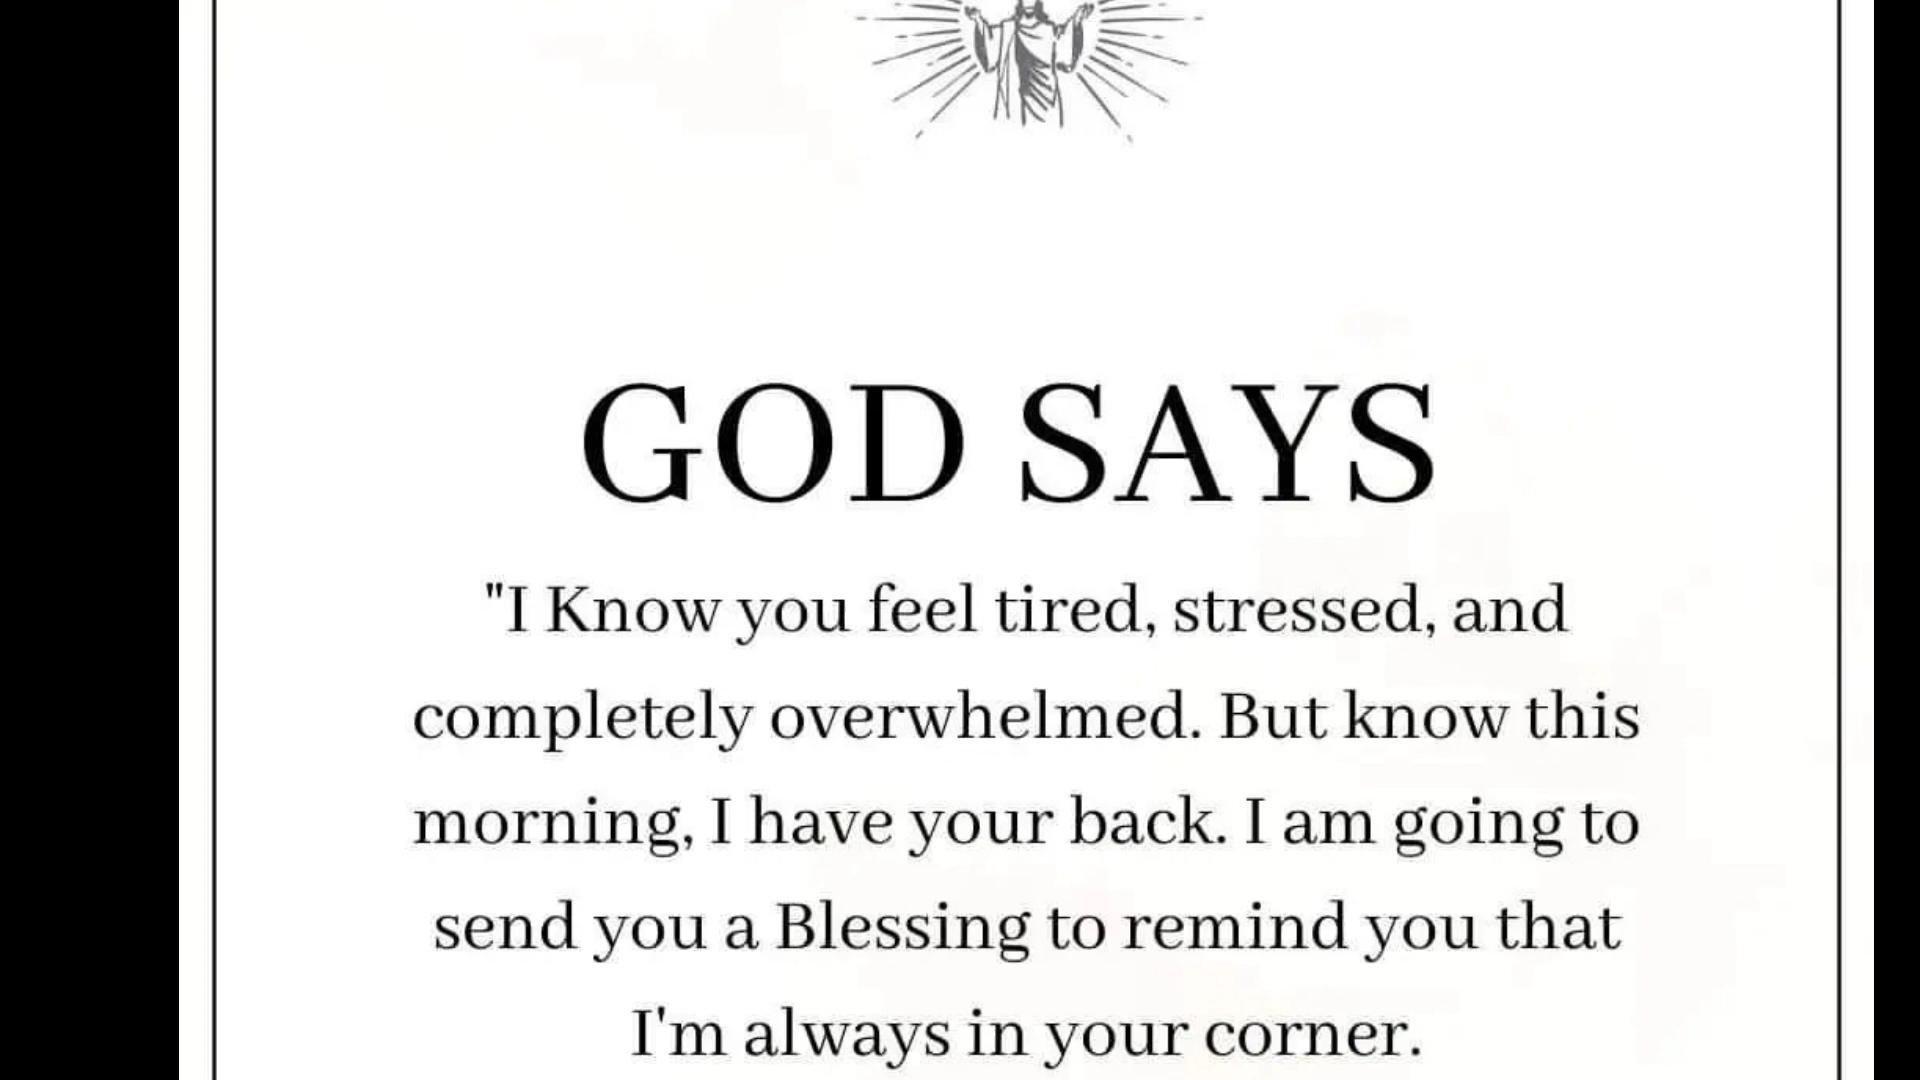 GOD SAYS
"I Know you feel tired, stressed, and
completely overwhelmed. But know this
morning, I have your back. I am going to
send you a Blessing to remind you that
I'm always in your corner.